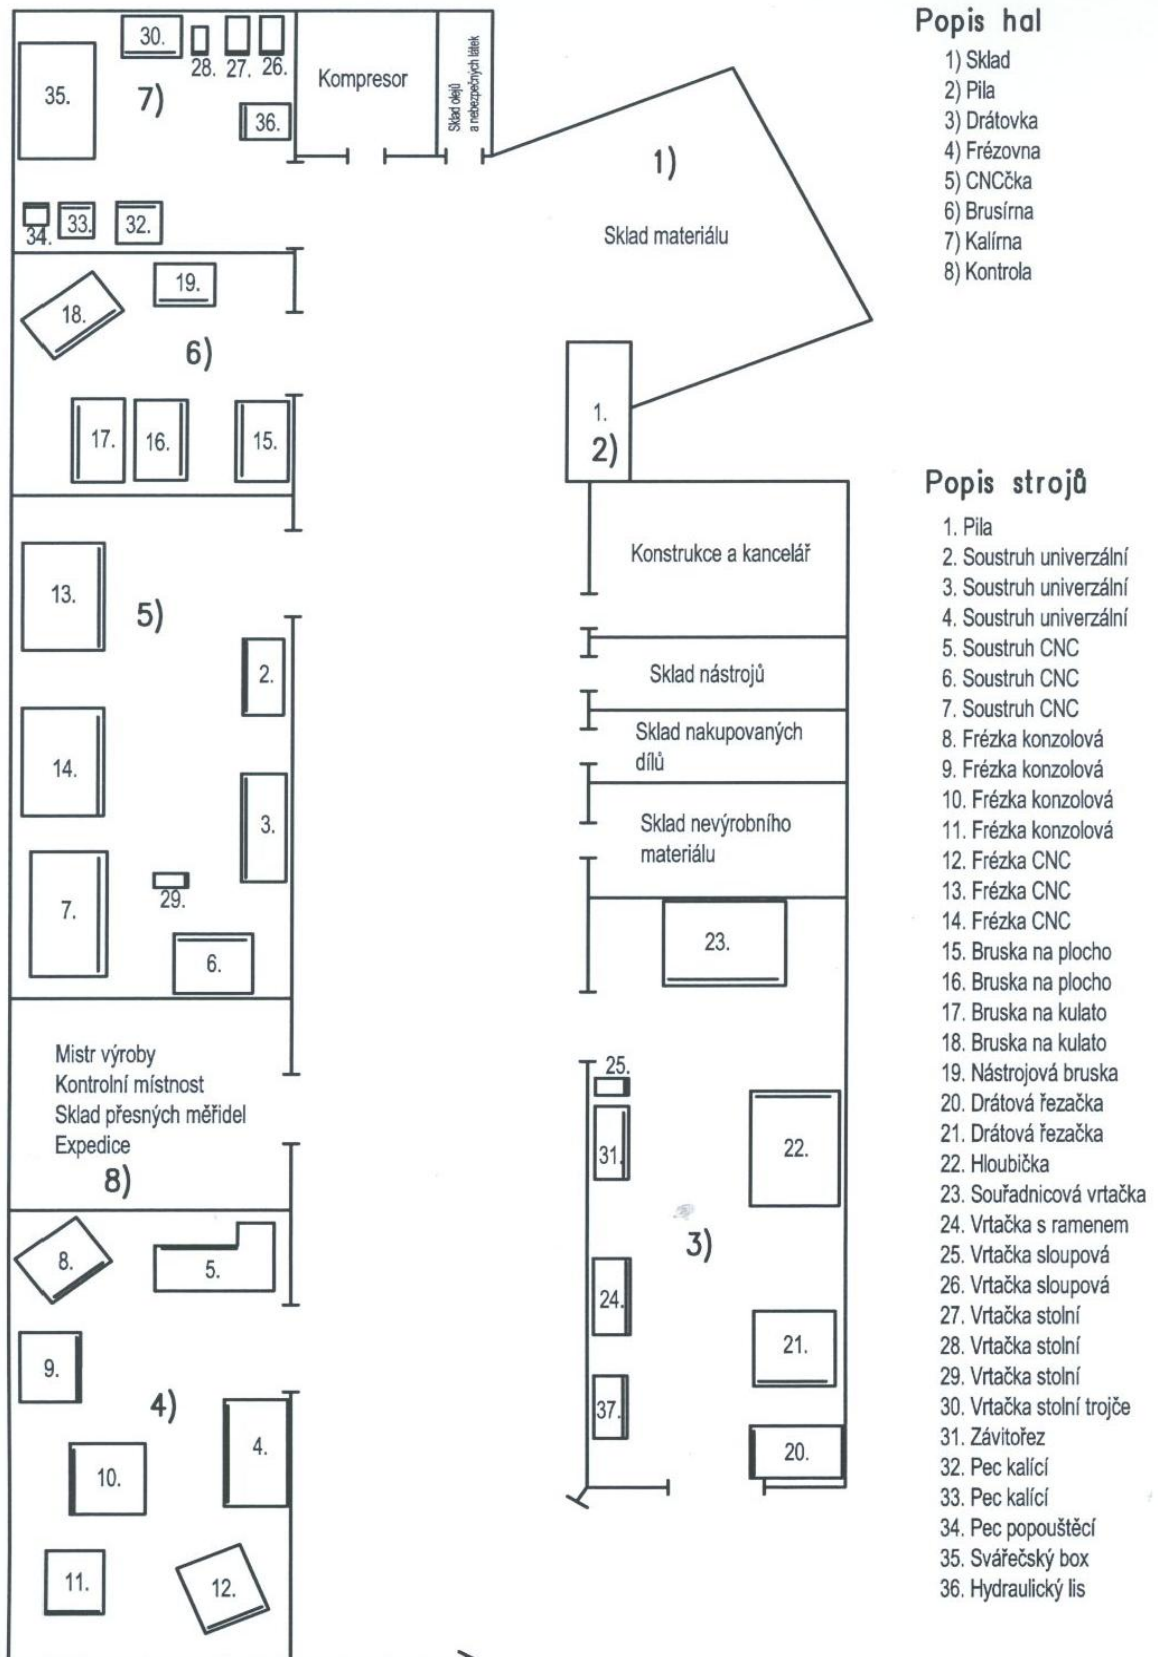 30.
28.
27.
26.
35.
7)
36.
34.
33.
32.
Kompresor
Sklad olejů
a nebezpečných látek
1)
Sklad materiálu
19.
18.
6)
17.
16.
15.
1.
2)
13.
5)
2.
14.
3.
29.
7.
6.
Konstrukce a kancelář
Sklad nástrojů
Sklad nakupovaných
dílů
Sklad nevýrobního
materiálu
23.
Mistr výroby
Kontrolní místnost
Sklad přesných měřidel
Expedice
8)
25.
31.
22.
3)
24.
21.
37.
20.
8.
5.
9.
4)
4.
10.
11.
12.
Popis hal
1) Sklad
2) Pila
3) Drátovka
4) Frézovna
5) CNCčka
6) Brusírna
7) Kalírna
8) Kontrola
Popis strojů
1. Pila
2. Soustruh univerzální
3. Soustruh univerzální
4. Soustruh univerzální
5. Soustruh CNC
6. Soustruh CNC
7. Soustruh CNC
8. Frézka konzolová
9. Frézka konzolová
10. Frézka konzolová
11. Frézka konzolová
12. Frézka CNC
13. Frézka CNC
14. Frézka CNC
15. Bruska na plocho
16. Bruska na plocho
17. Bruska na kulato
18. Bruska na kulato
19. Nástrojová bruska
20. Drátová řezačka
21. Drátová řezačka
22. Hloubička
23. Souřadnicová vrtačka
24. Vrtačka s ramenem
25. Vrtačka sloupová
26. Vrtačka sloupová
27. Vrtačka stolní
28. Vrtačka stolní
29. Vrtačka stolní
30. Vrtačka stolní trojče
31. Závitořez
32. Pec kalící
33. Pec kalící
34. Pec popouštěcí
35. Svářečský box
36. Hydraulický lis